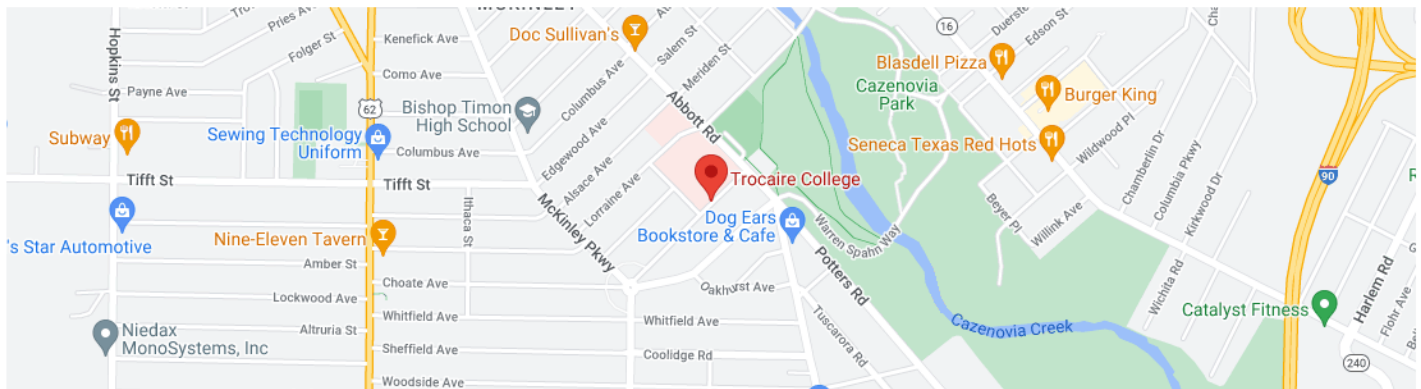 MCKINLEY
Pries Ave
Folger St
Hopkins St
Payne Ave
Subway
Tifft St
's Star Automotive
Niedax
MonoSystems, Inc
Sewing Technology
Uniform
62
Nine-Eleven Tavern
Amber St
Lockwood Ave
Altruria St
Kenefick Ave
Como Ave
Columbus Ave
Tifft St
Ithaca St
Choate Ave
Whitfield Ave
Sheffield Ave
Woodside Ave
Bishop Timon
High School
Doc Sullivan's
Salem St
Meriden St
Columbus Ave
Edgewood Ave
Alsace Ave
Lorraine Ave
McKinley Pkwy
Abbott Rd
Trocaire College
Dog Ears
Bookstore & Cafe
Oakhurst Ave
Whitfield Ave
Coolidge Rd
Tuscarora Rd
Potters Rd
Warren Spahn Way
Cazenovia
Park
Cazenovia Creek
16
Edson St
Blasdell Pizza
Burger King
Seneca Texas Red Hots
Wildwood Pl
Beyer Pl
Willink Ave
Chamberlin Dr
Columbia Pkwy
Kirkwood Dr
Wichita Rd
Catalyst Fitness
90
Harlem Rd
Flohr Ave
240